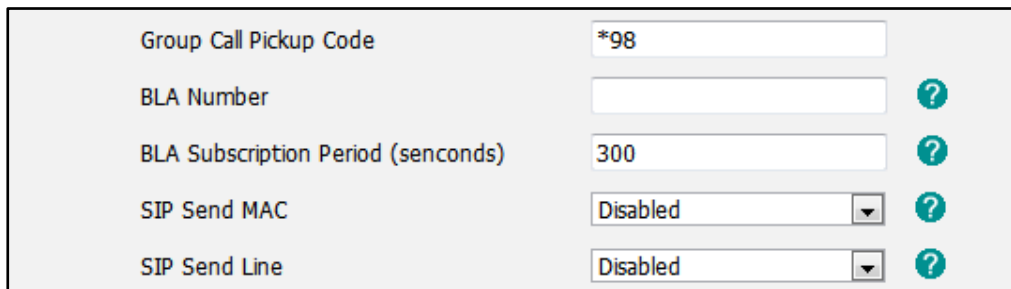 Group Call Pickup Code *98
BLA Number ?
BLA Subscription Period (senconds) 300 ?
SIP Send MAC Disabled ?
SIP Send Line Disabled ?